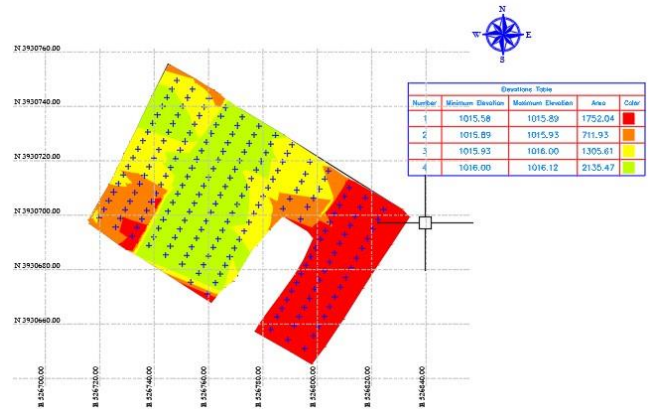 N
W E
S
N 3930760.00
N 3930740.00
N 3930720.00
N 3930700.00
N 3930680.00
N 3930660.00
Elevations Table
Number Minimum Elevation Maximum Elevation Area Color
1 1015.58 1015.89 1752.04
2 1015.89 1015.93 711.93
3 1015.93 1016.00 1305.61
4 1016.00 1016.12 2135.47
E 526700.00
E 526720.00
E 526740.00
E 526760.00
E 526780.00
E 526800.00
E 526820.00
E 526840.00